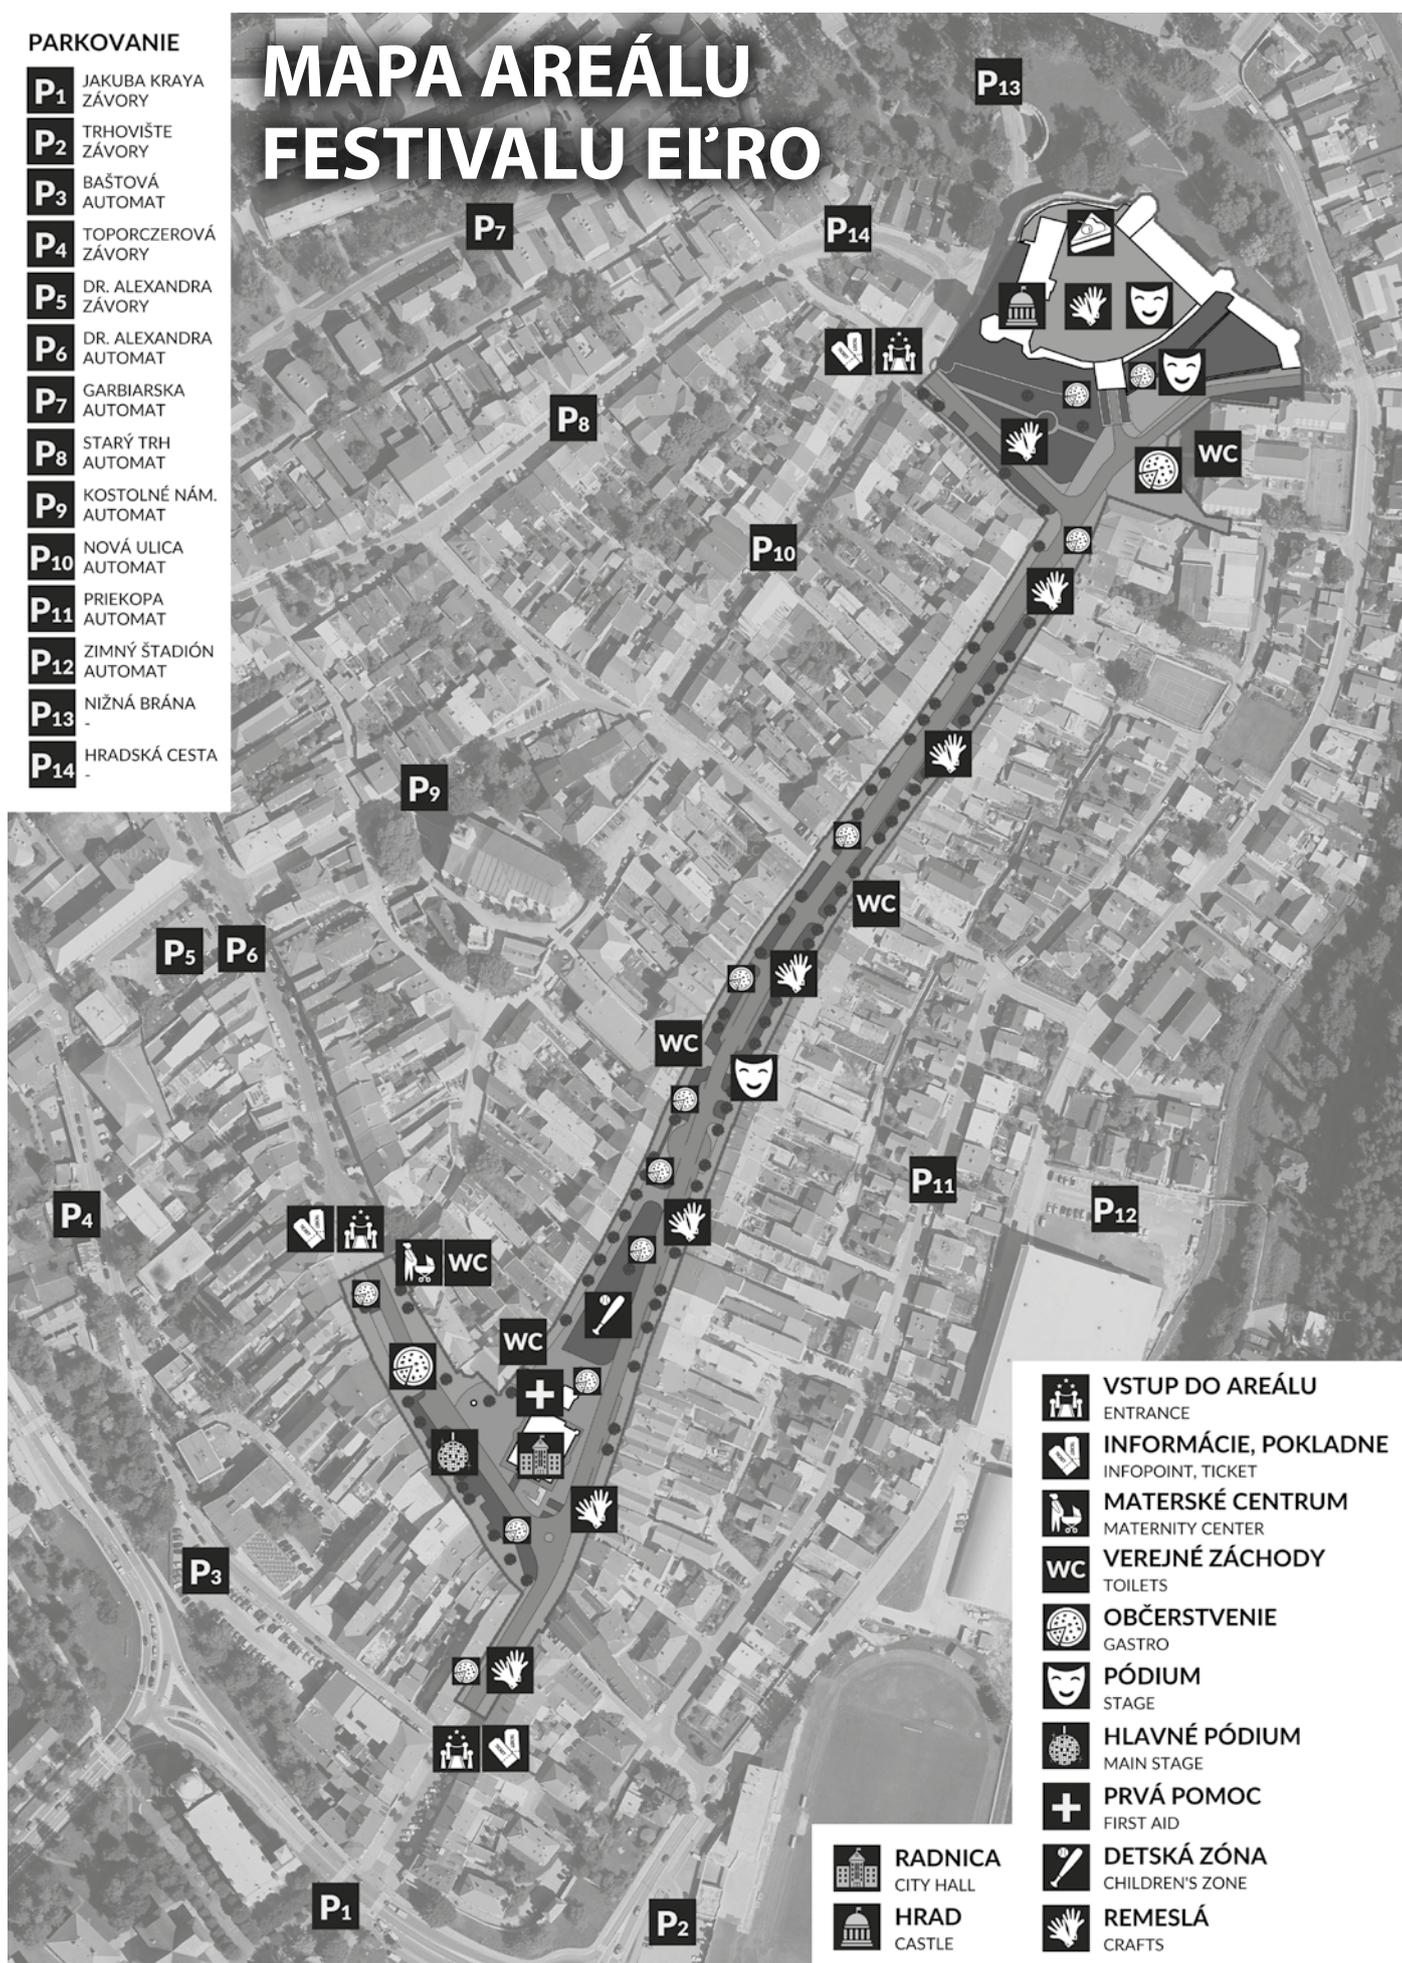 MAPA AREÁLU
FESTIVALU EĽRO
PARKOVANIE
P1 JAKUBA KRAYA
ZÁVORY
P2 TRHOVIŠTE
ZÁVORY
P3 BAŠTOVÁ
AUTOMAT
P4 TOPORCZEROVÁ
ZÁVORY
P5 DR. ALEXANDRA
ZÁVORY
P6 DR. ALEXANDRA
AUTOMAT
P7 GARBIARSKA
AUTOMAT
P8 STARÝ TRH
AUTOMAT
P9 KOSTOLNÉ NÁM.
AUTOMAT
P10 NOVÁ ULICA
AUTOMAT
P11 PRIEKOPA
AUTOMAT
P12 ZIMNÝ ŠTADIÓN
AUTOMAT
P13 NIŽNÁ BRÁNA
-
P14 HRADSKÁ CESTA
-
P13
P7
P14
P8
WC
P10
P9
WC
P5 P6
WC
P11
P12
P4
WC
WC
P3
P1
P2
VSTUP DO AREÁLU
ENTRANCE
INFORMÁCIE, POKLADNE
INFOPOINT, TICKET
MATERSKÉ CENTRUM
MATERNITY CENTER
WC VEREJNÉ ZÁCHODY
TOILETS
OBČERSTVENIE
GASTRO
PÓDIUM
STAGE
HLAVNÉ PÓDIUM
MAIN STAGE
PRVÁ POMOC
FIRST AID
DETSKÁ ZÓNA
CHILDREN'S ZONE
REMESLÁ
CRAFTS
RADNICA
CITY HALL
HRAD
CASTLE